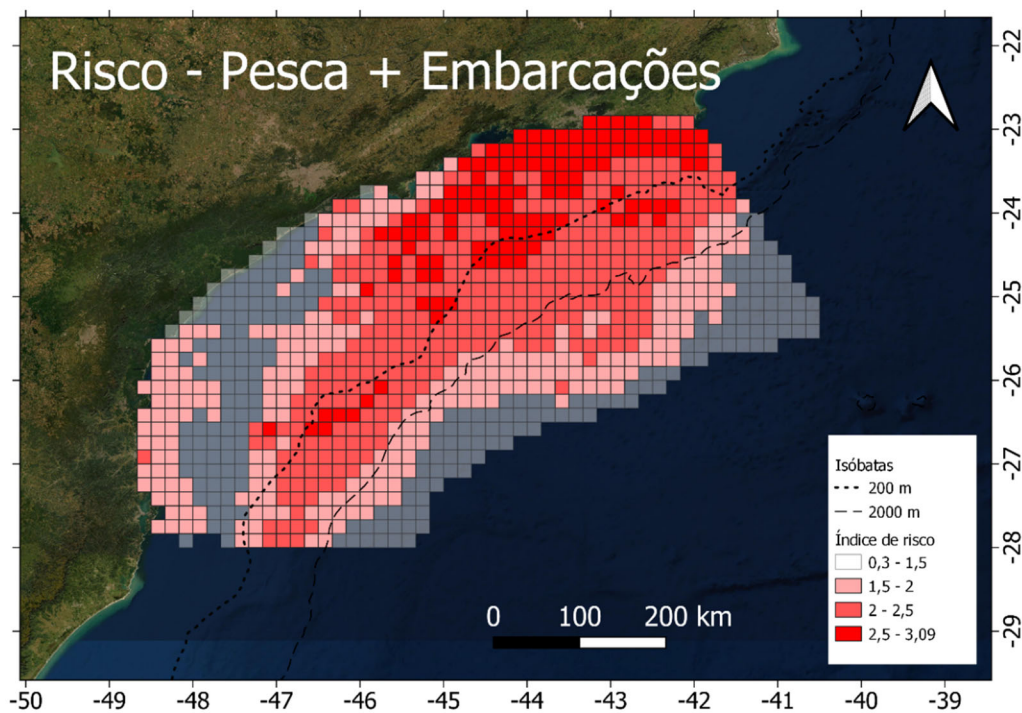 Risco - Pesca + Embarcações
-22
-23
-24
-25
-26
-27
-28
-29
Isóbatas
200 m
2000 m
Índice de risco
0,3 - 1,5
1,5 - 2
2 - 2,5
2,5 - 3,09
0 100 200 km
-50 -49 -48 -47 -46 -45 -44 -43 -42 -41 -40 -39